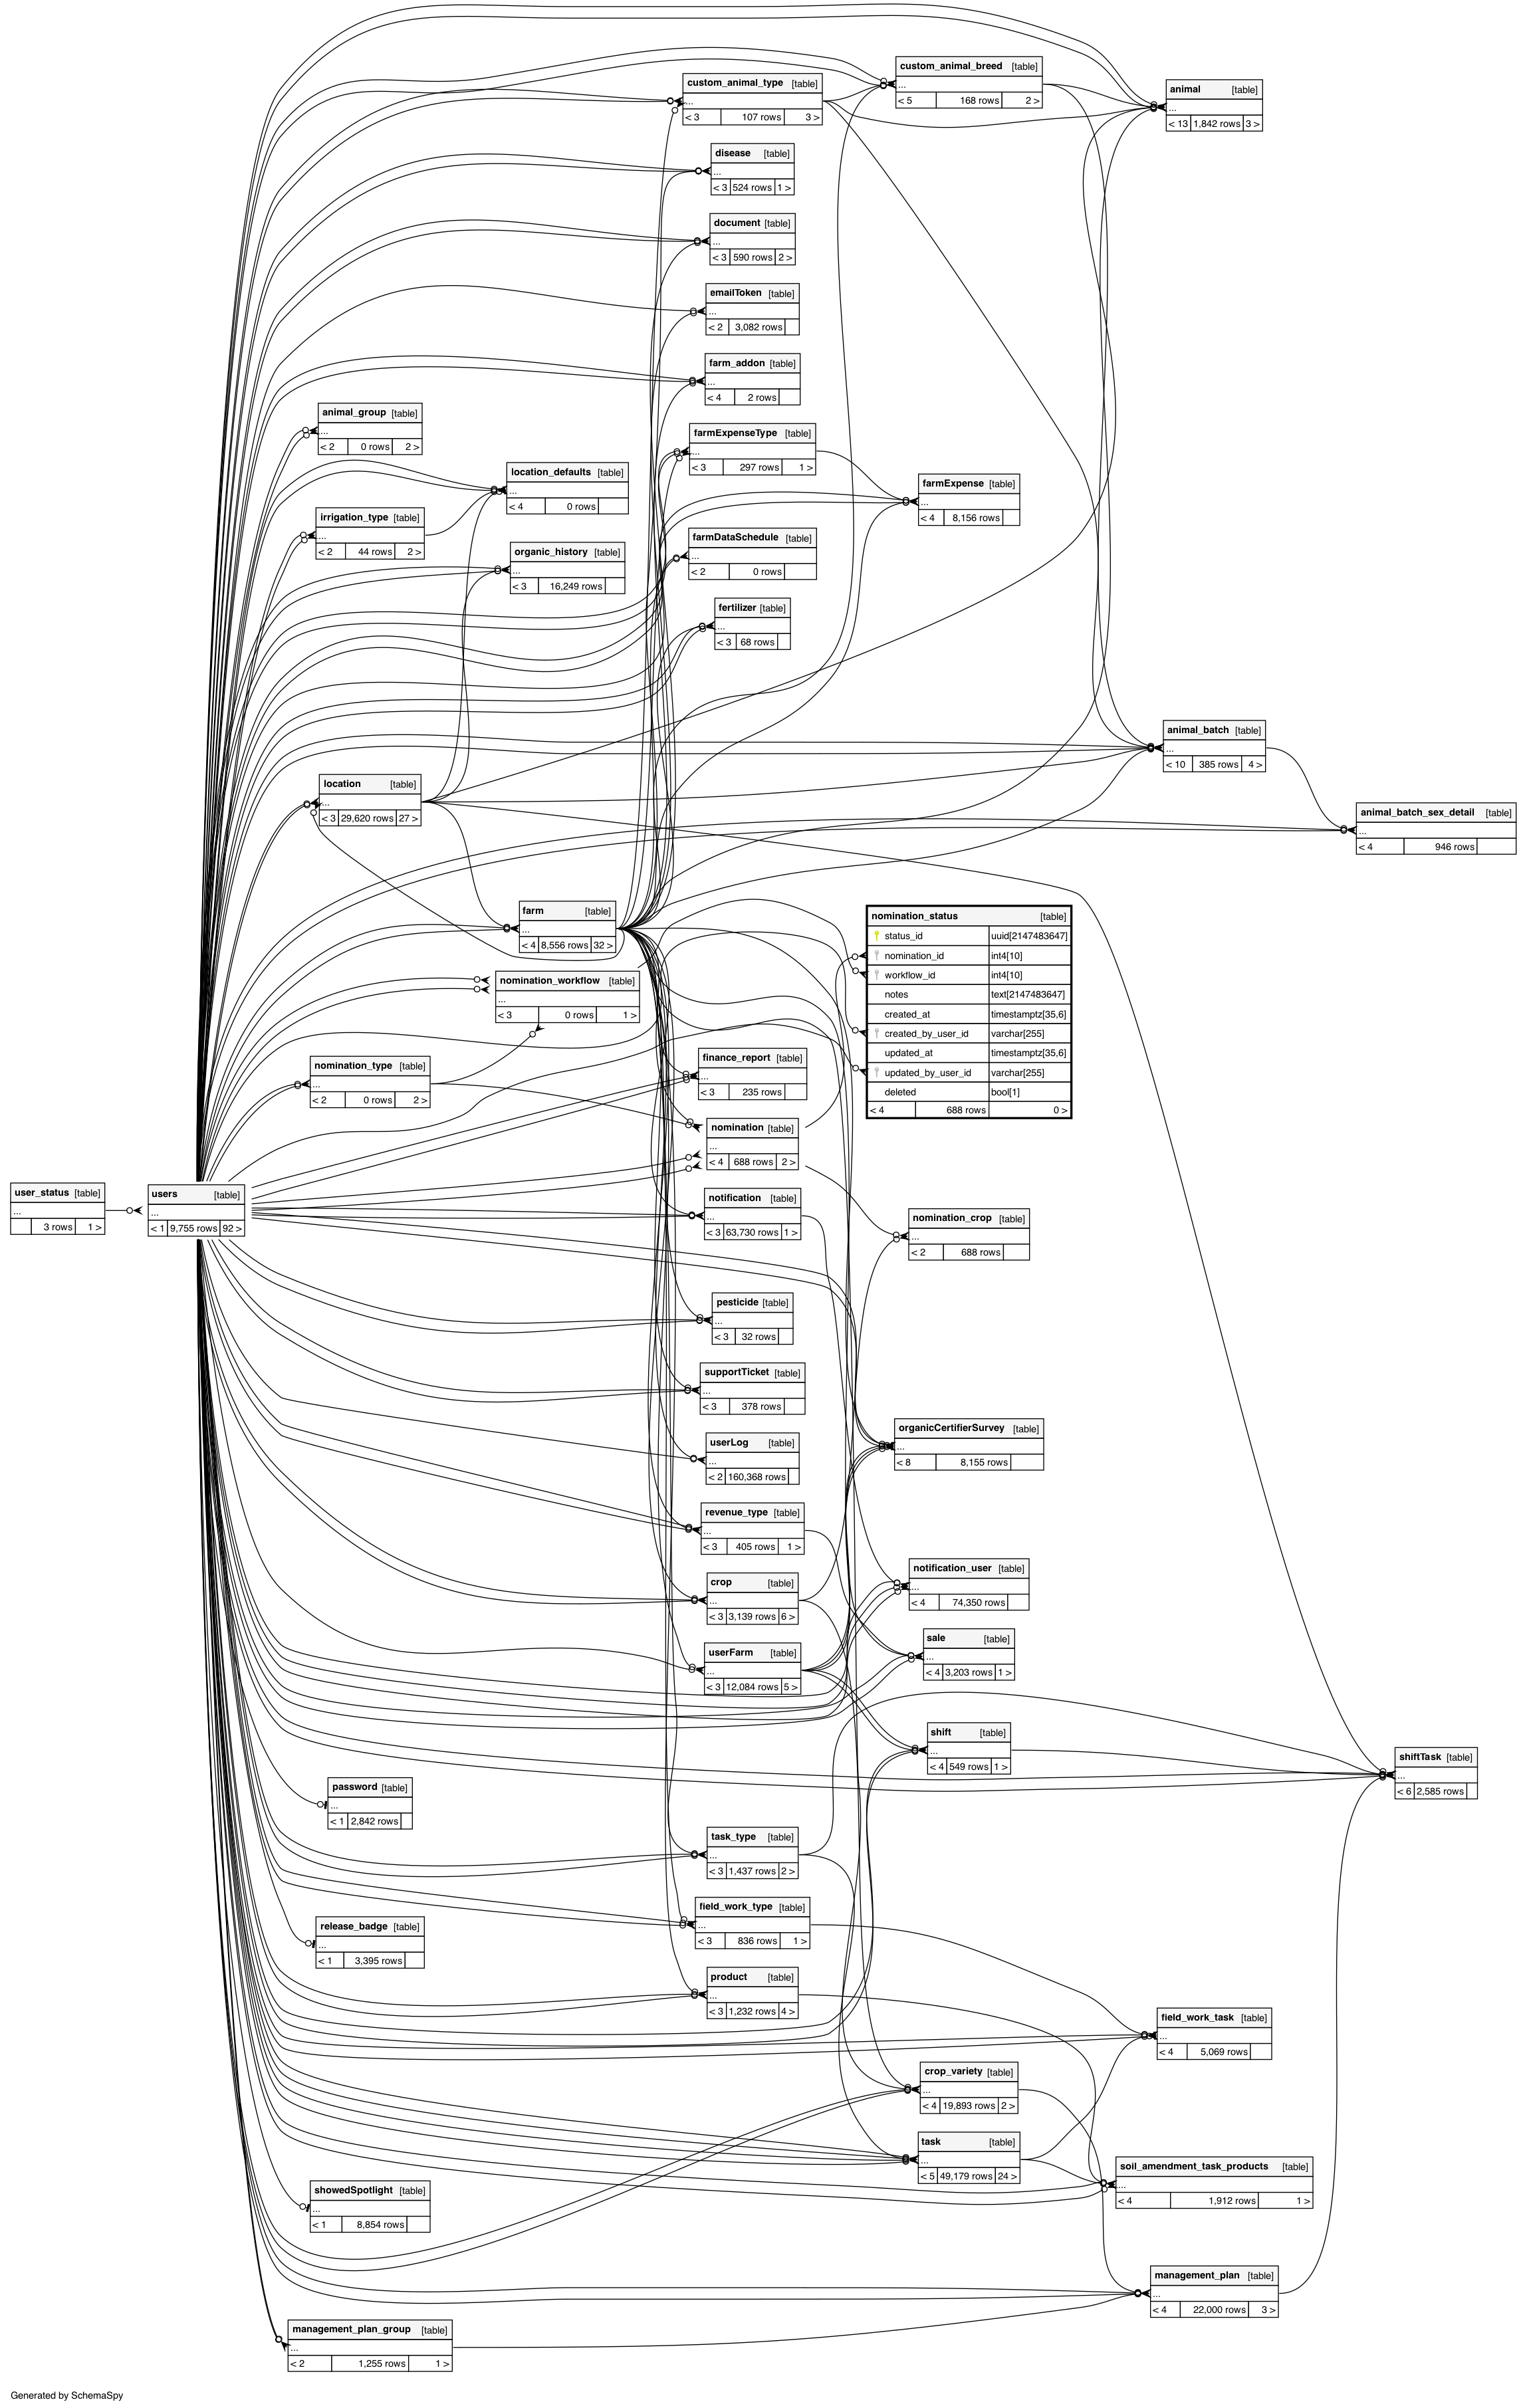 custom_animal_breed [table]
...
< 5 168 rows 2 >
custom_animal_type [table]
...
< 3 107 rows 3 >
animal [table]
...
< 13 1,842 rows 3 >
disease [table]
...
< 3 524 rows 1 >
document [table]
...
< 3 590 rows 2 >
emailToken [table]
...
< 2 3,082 rows
farm_addon [table]
...
< 4 2 rows
animal_group [table]
...
< 2 0 rows 2 >
farmExpenseType [table]
...
< 3 297 rows 1 >
location_defaults [table]
...
< 4 0 rows
farmExpense [table]
...
< 4 8,156 rows
irrigation_type [table]
...
< 2 44 rows 2 >
farmDataSchedule [table]
...
< 2 0 rows
organic_history [table]
...
< 3 16,249 rows
fertilizer [table]
...
< 3 68 rows
animal_batch [table]
...
< 10 385 rows 4 >
location [table]
...
< 3 29,620 rows 27 >
animal_batch_sex_detail [table]
...
< 4 946 rows
farm [table]
...
< 4 8,556 rows 32 >
nomination_status [table]
status_id uuid[2147483647]
nomination_id int4[10]
workflow_id int4[10]
notes text[2147483647]
created_at timestamptz[35,6]
created_by_user_id varchar[255]
updated_at timestamptz[35,6]
updated_by_user_id varchar[255]
deleted bool[1]
< 4 688 rows 0 >
nomination_workflow [table]
...
< 3 0 rows 1 >
finance_report [table]
...
< 3 235 rows
nomination_type [table]
...
< 2 0 rows 2 >
nomination [table]
...
< 4 688 rows 2 >
user_status [table]
...
3 rows 1 >
users [table]
...
< 1 9,755 rows 92 >
notification [table]
...
< 3 63,730 rows 1 >
nomination_crop [table]
...
< 2 688 rows
pesticide [table]
...
< 3 32 rows
supportTicket [table]
...
< 3 378 rows
organicCertifierSurvey [table]
...
< 8 8,155 rows
userLog [table]
...
< 2 160,368 rows
revenue_type [table]
...
< 3 405 rows 1 >
notification_user [table]
...
< 4 74,350 rows
crop [table]
...
< 3 3,139 rows 6 >
sale [table]
...
< 4 3,203 rows 1 >
userFarm [table]
...
< 3 12,084 rows 5 >
shift [table]
...
< 4 549 rows 1 >
shiftTask [table]
...
< 6 2,585 rows
password [table]
...
< 1 2,842 rows
task_type [table]
...
< 3 1,437 rows 2 >
field_work_type [table]
...
< 3 836 rows 1 >
release_badge [table]
...
< 1 3,395 rows
product [table]
...
< 3 1,232 rows 4 >
field_work_task [table]
...
< 4 5,069 rows
crop_variety [table]
...
< 4 19,893 rows 2 >
task [table]
...
< 5 49,179 rows 24 >
soil_amendment_task_products [table]
...
< 4 1,912 rows 1 >
showedSpotlight [table]
...
< 1 8,854 rows
management_plan [table]
...
< 4 22,000 rows 3 >
management_plan_group [table]
...
< 2 1,255 rows 1 >
Generated by SchemaSpy